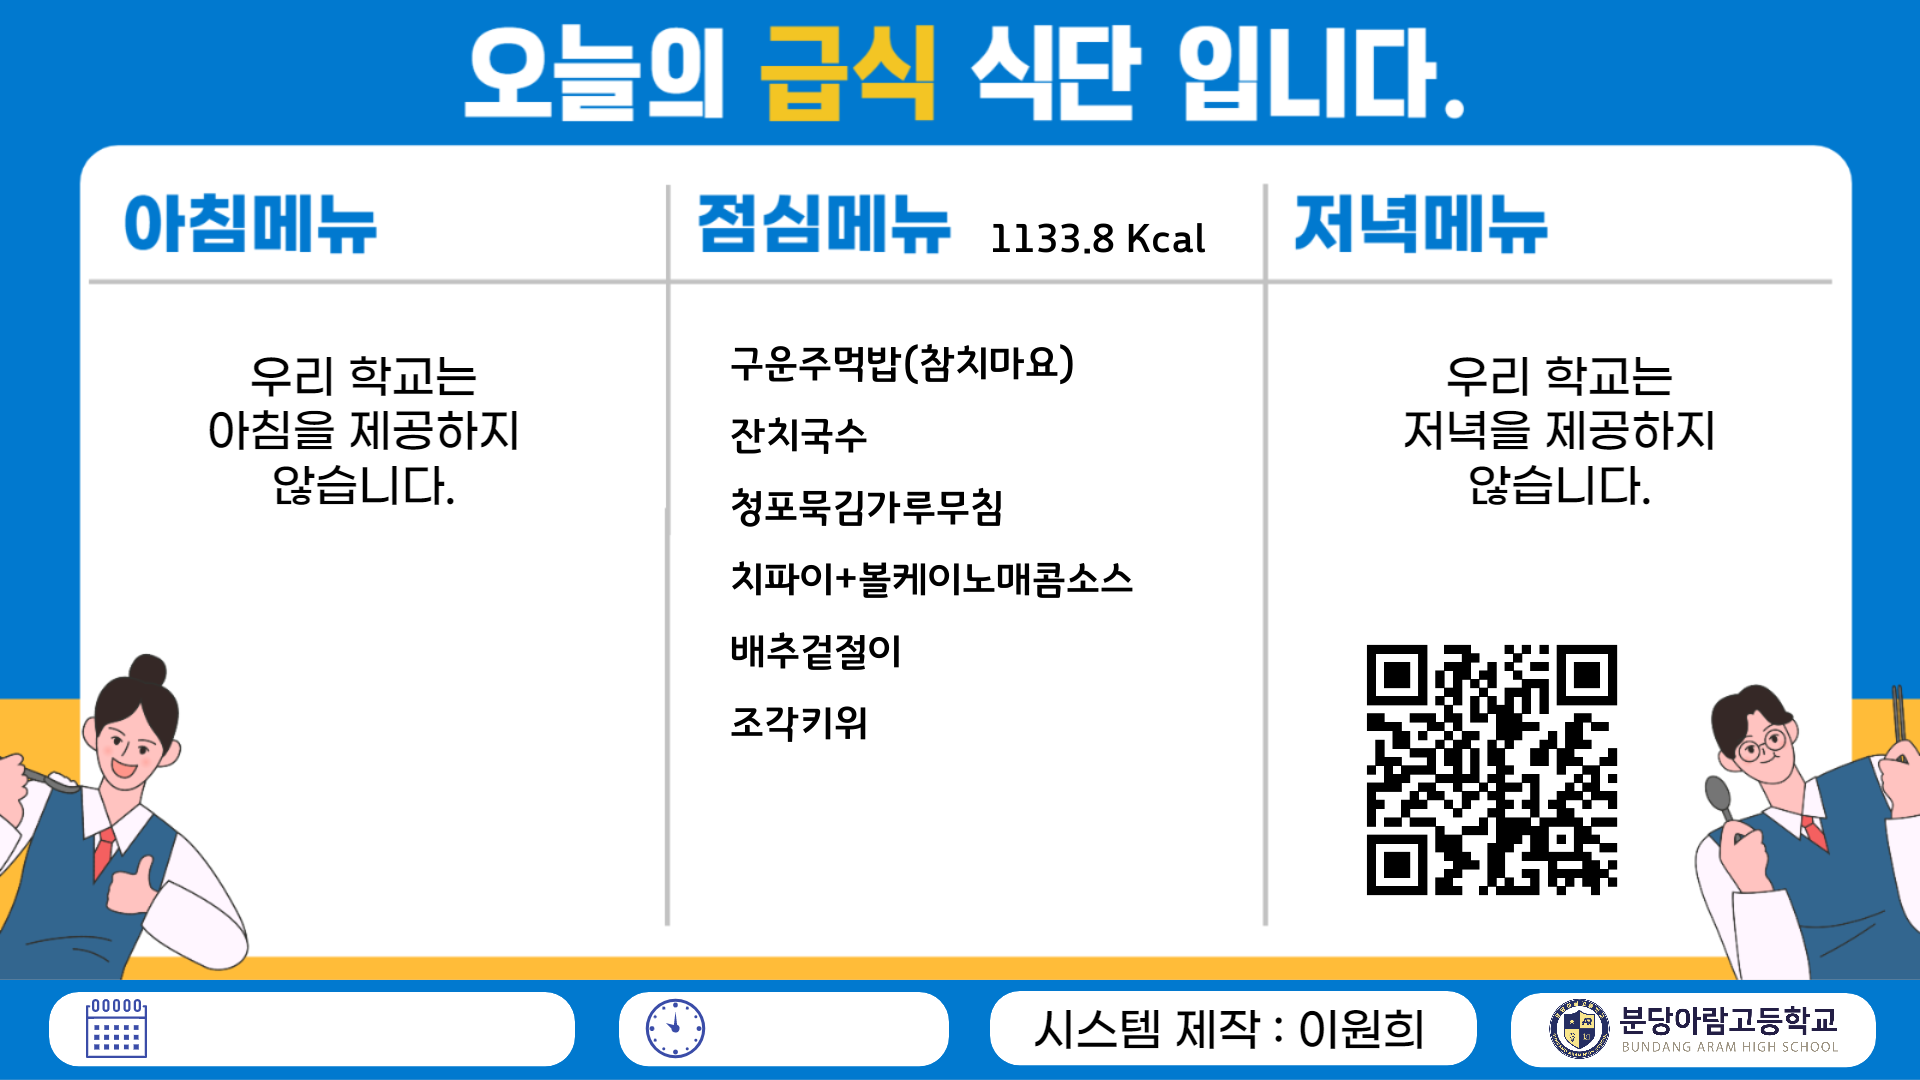 오늘의 급식 식단 입니다.
아침메뉴
우리 학교는
아침을 제공하지
않습니다.
점심메뉴 1133.8 Kcal
구운주먹밥(참치마요)
잔치국수
청포묵김가루무침
치파이+볼케이노매콤소스
배추겉절이
조각키위
저녁메뉴
우리 학교는
저녁을 제공하지
않습니다.
시스템 제작 : 이원희
분당아람고등학교
BUNDANG ARAM HIGH SCHOOL